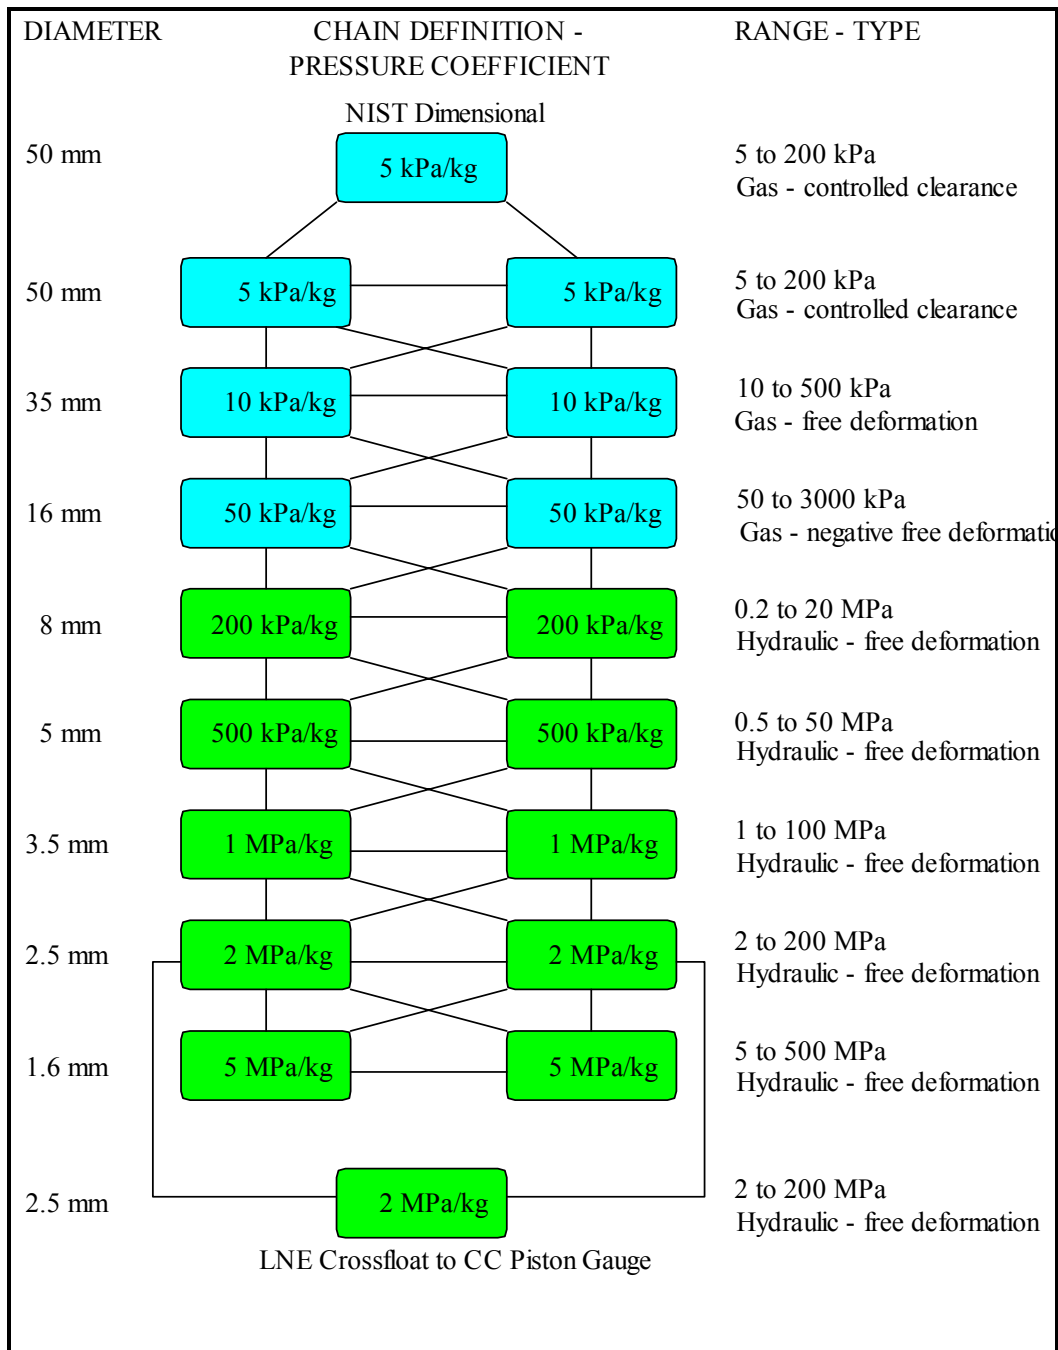 DIAMETER CHAIN DEFINITION - RANGE - TYPE
PRESSURE COEFFICIENT
NIST Dimensional
50 mm 5 kPa/kg 5 to 200 kPa
Gas - controlled clearance
50 mm 5 kPa/kg 5 kPa/kg 5 to 200 kPa
Gas - controlled clearance
35 mm 10 kPa/kg 10 kPa/kg 10 to 500 kPa
Gas - free deformation
16 mm 50 kPa/kg 50 kPa/kg 50 to 3000 kPa
Gas - negative free deformatio
8 mm 200 kPa/kg 200 kPa/kg 0.2 to 20 MPa
Hydraulic - free deformation
5 mm 500 kPa/kg 500 kPa/kg 0.5 to 50 MPa
Hydraulic - free deformation
3.5 mm 1 MPa/kg 1 MPa/kg 1 to 100 MPa
Hydraulic - free deformation
2.5 mm 2 MPa/kg 2 MPa/kg 2 to 200 MPa
Hydraulic - free deformation
1.6 mm 5 MPa/kg 5 MPa/kg 5 to 500 MPa
Hydraulic - free deformation
2.5 mm 2 MPa/kg 2 to 200 MPa
Hydraulic - free deformation
LNE Crossfloat to CC Piston Gauge